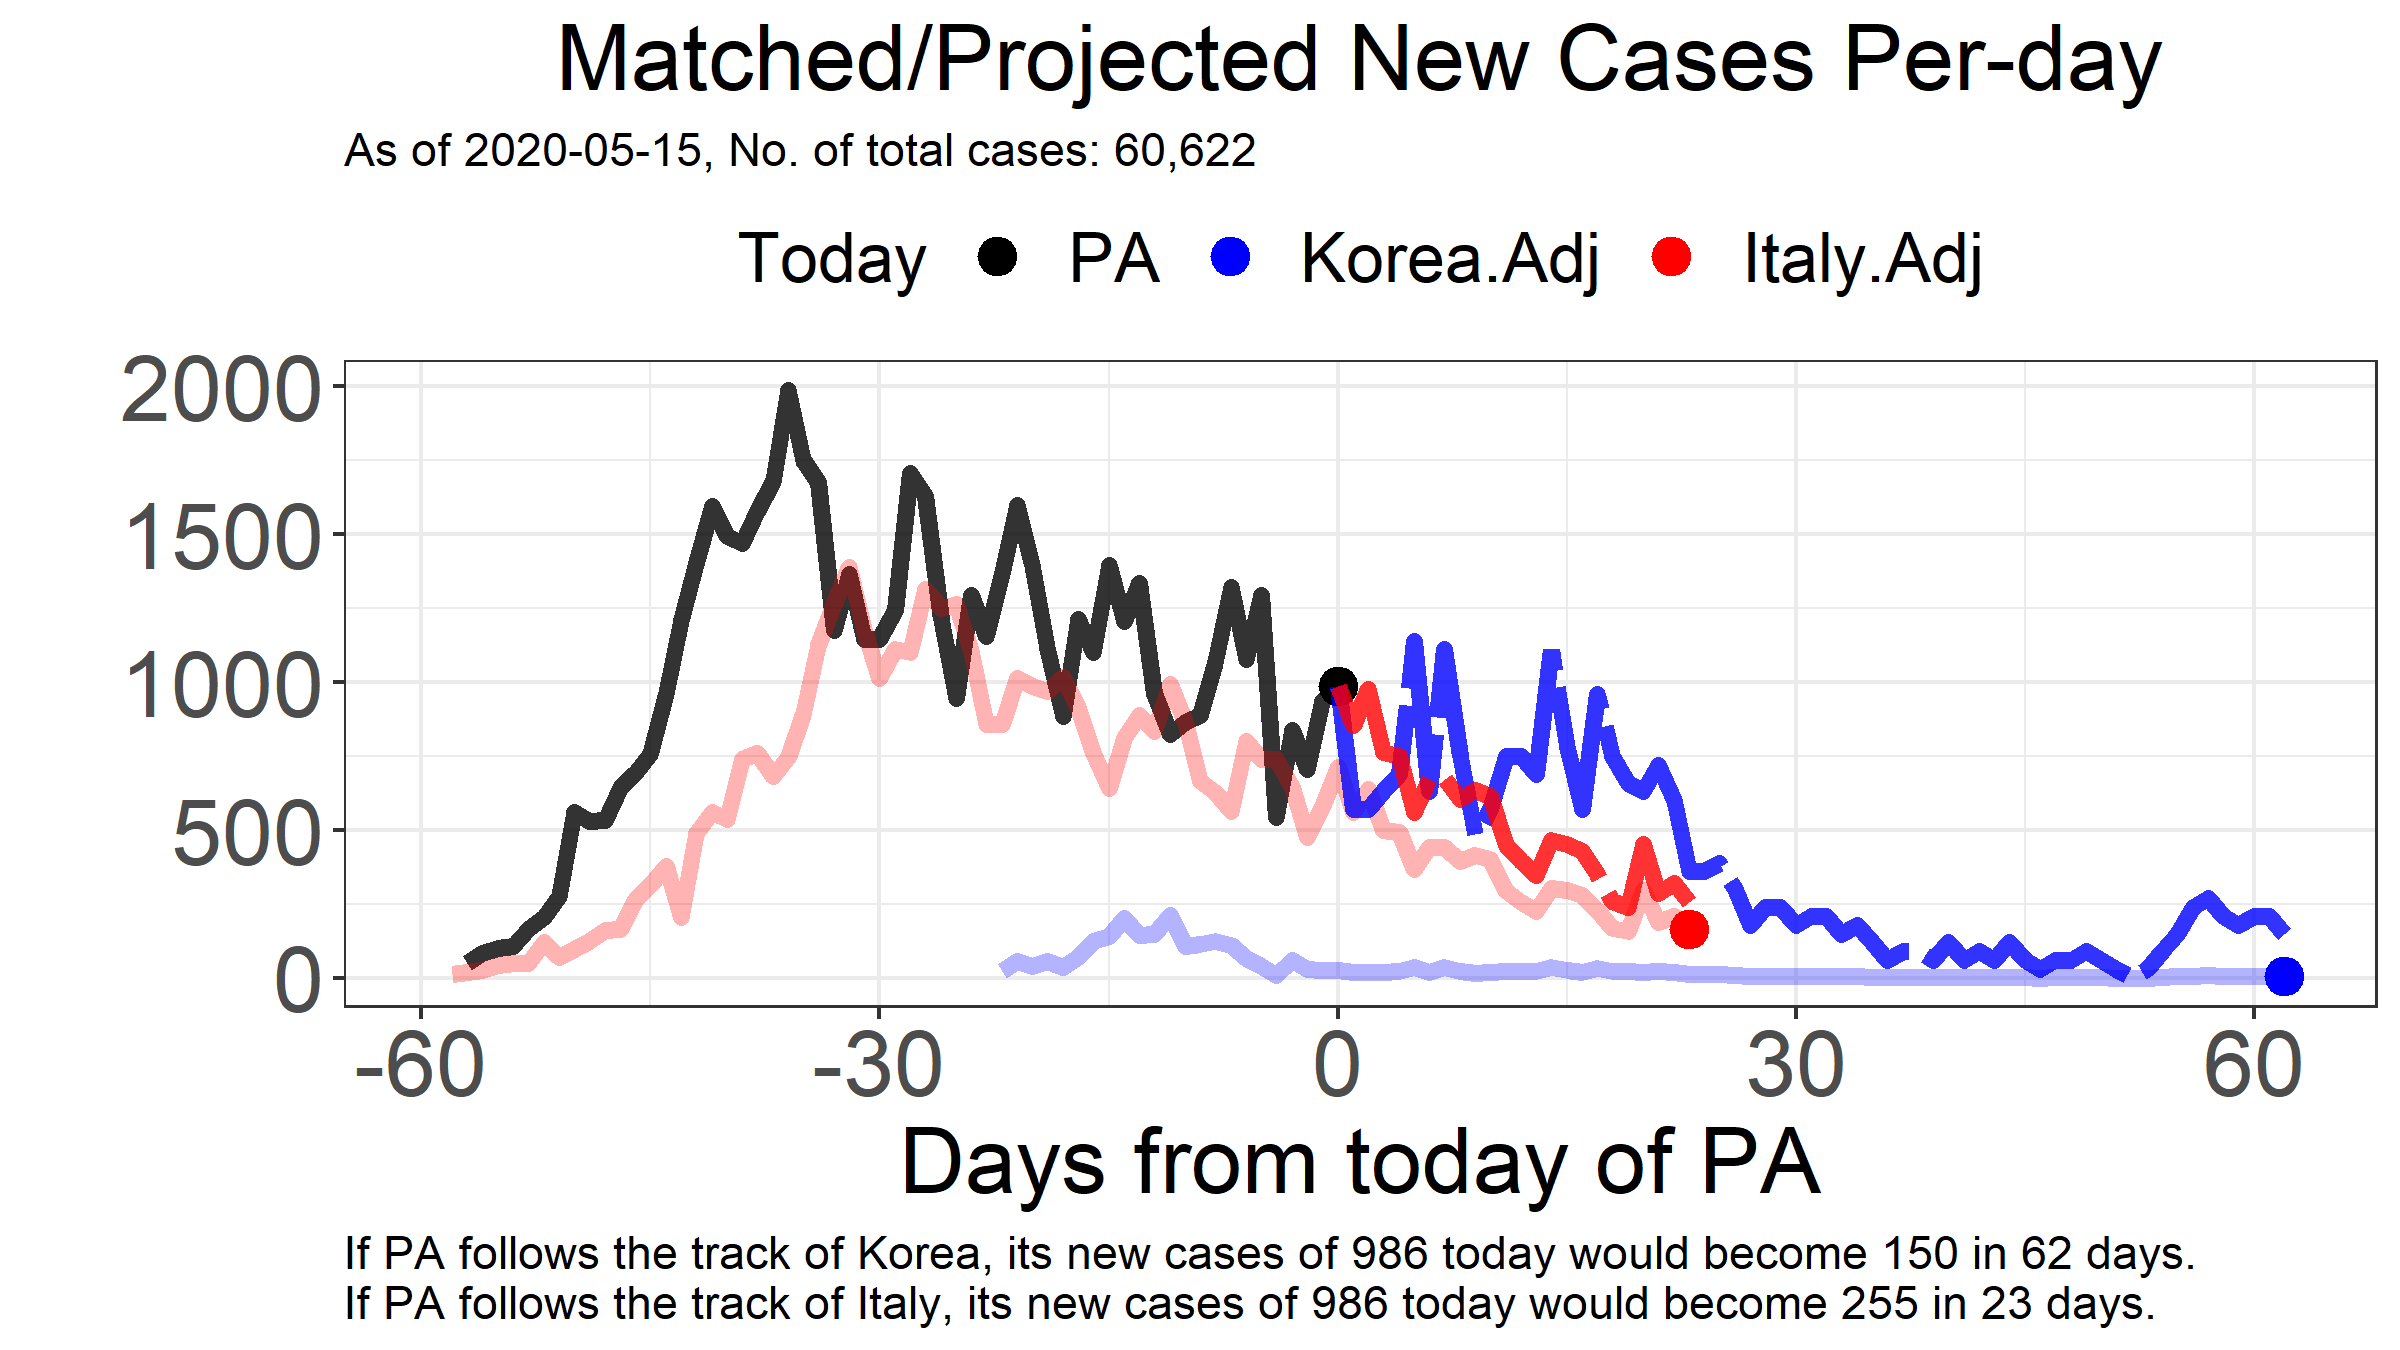 Matched/Projected New Cases Per-day
As of 2020-05-15, No. of total cases: 60,622
Today PA Korea.Adj Italy.Adj
2000
1500
1000
500
0
-60 -30 0 30 60
Days from today of PA
If PA follows the track of Korea, its new cases of 986 today would become 150 in 62 days.
If PA follows the track of Italy, its new cases of 986 today would become 255 in 23 days.